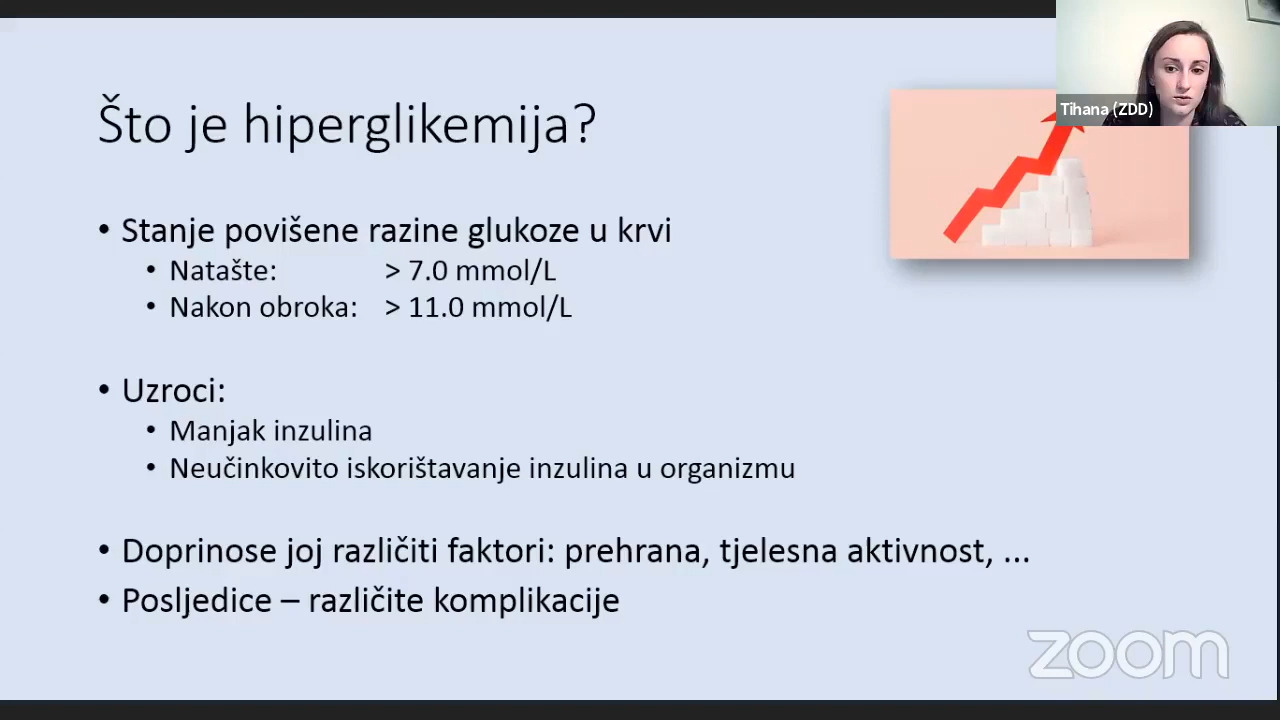 Što je hiperglikemija?
Tihana (ZDD)
• Stanje povišene razine glukoze u krvi
• Natašte: > 7.0 mmol/L
• Nakon obroka: > 11.0 mmol/L
• Uzroci:
• Manjak inzulina
• Neučinkovito iskorištavanje inzulina u organizmu
• Doprinose joj različiti faktori: prehrana, tjelesna aktivnost, ...
• Posljedice – različite komplikacije
zoom